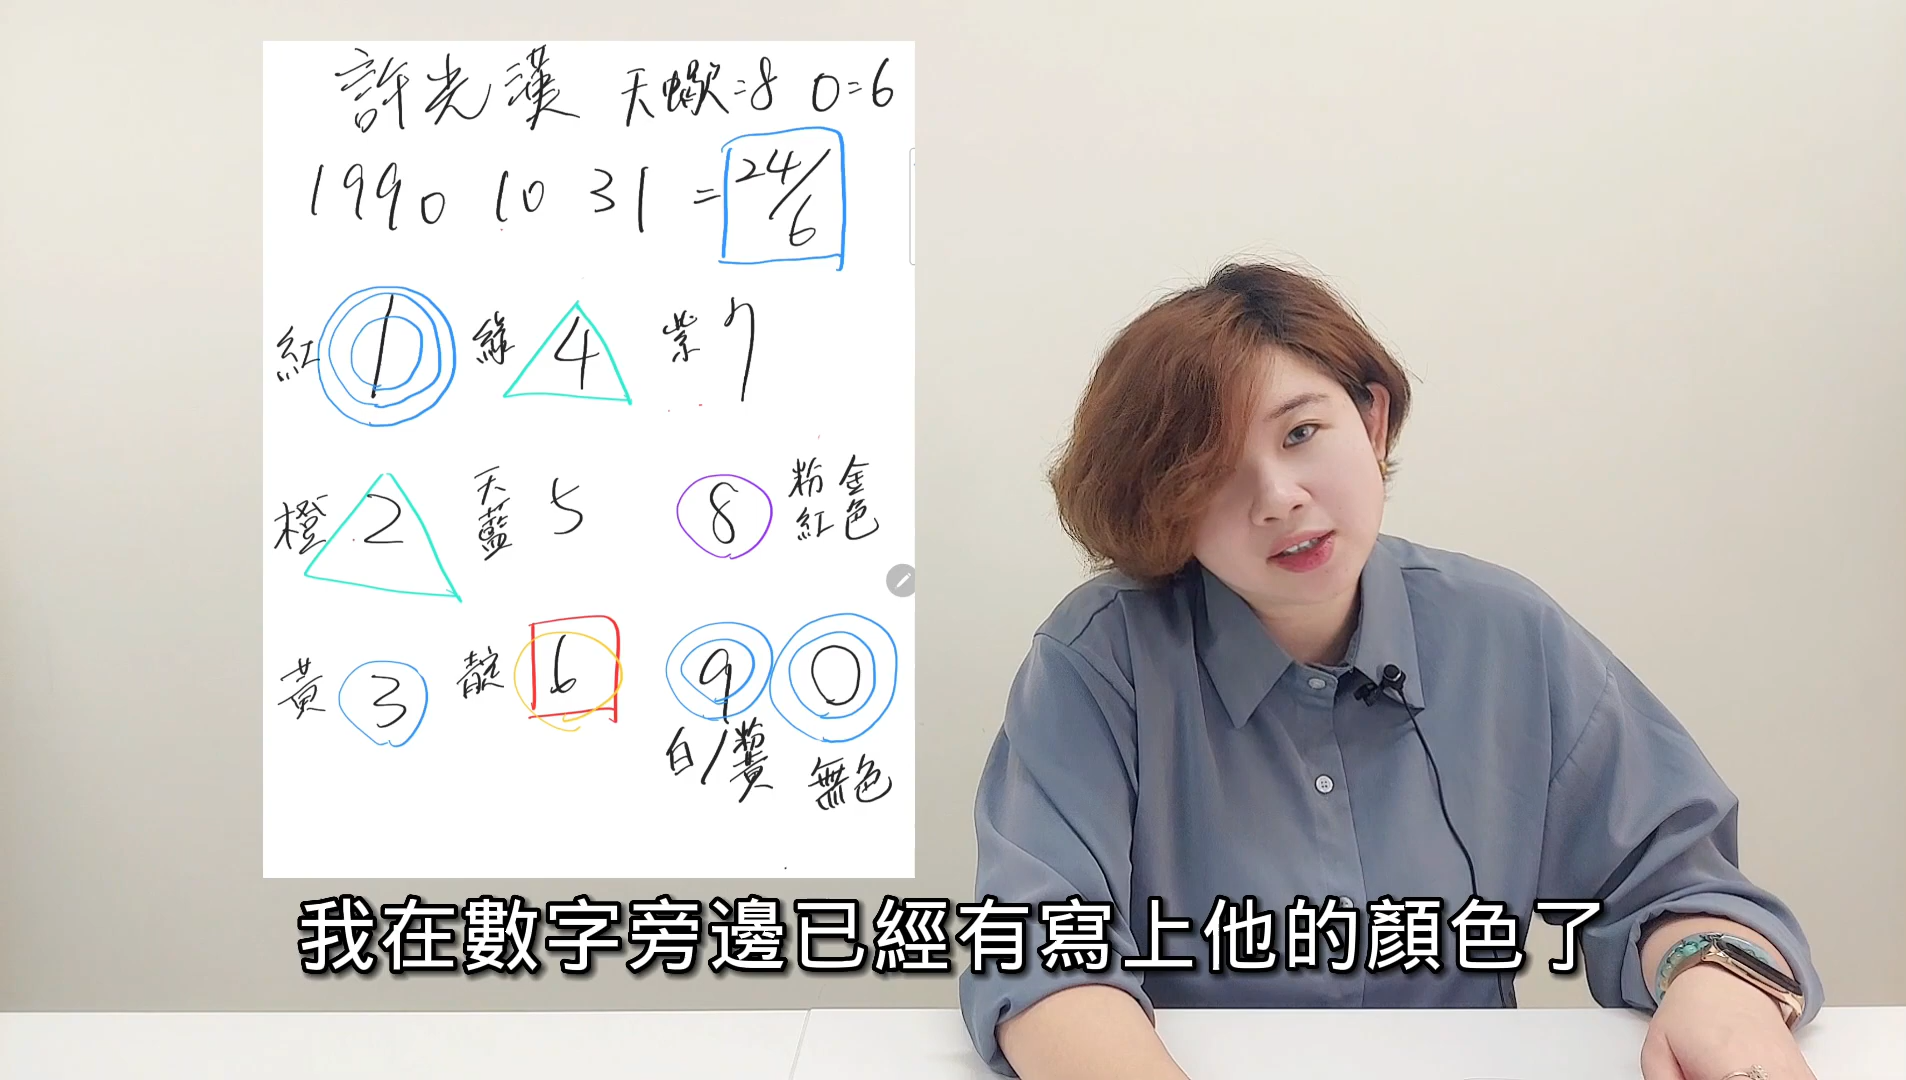 許光漢 天蠍=8 0=6
1990 10 31 = 24/6
紅 1 綠 4 紫 7
橙 2 天藍 5 8 粉紅 金色
黃 3 靛 6 9 0
白/粉黃 無色
我在數字旁邊已經有寫上他的顏色了